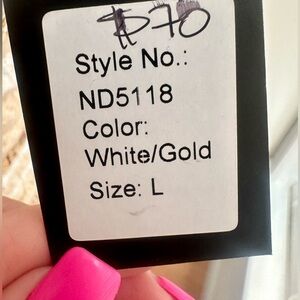 $70
Style No.:
ND5118
Color:
White/Gold
Size: L